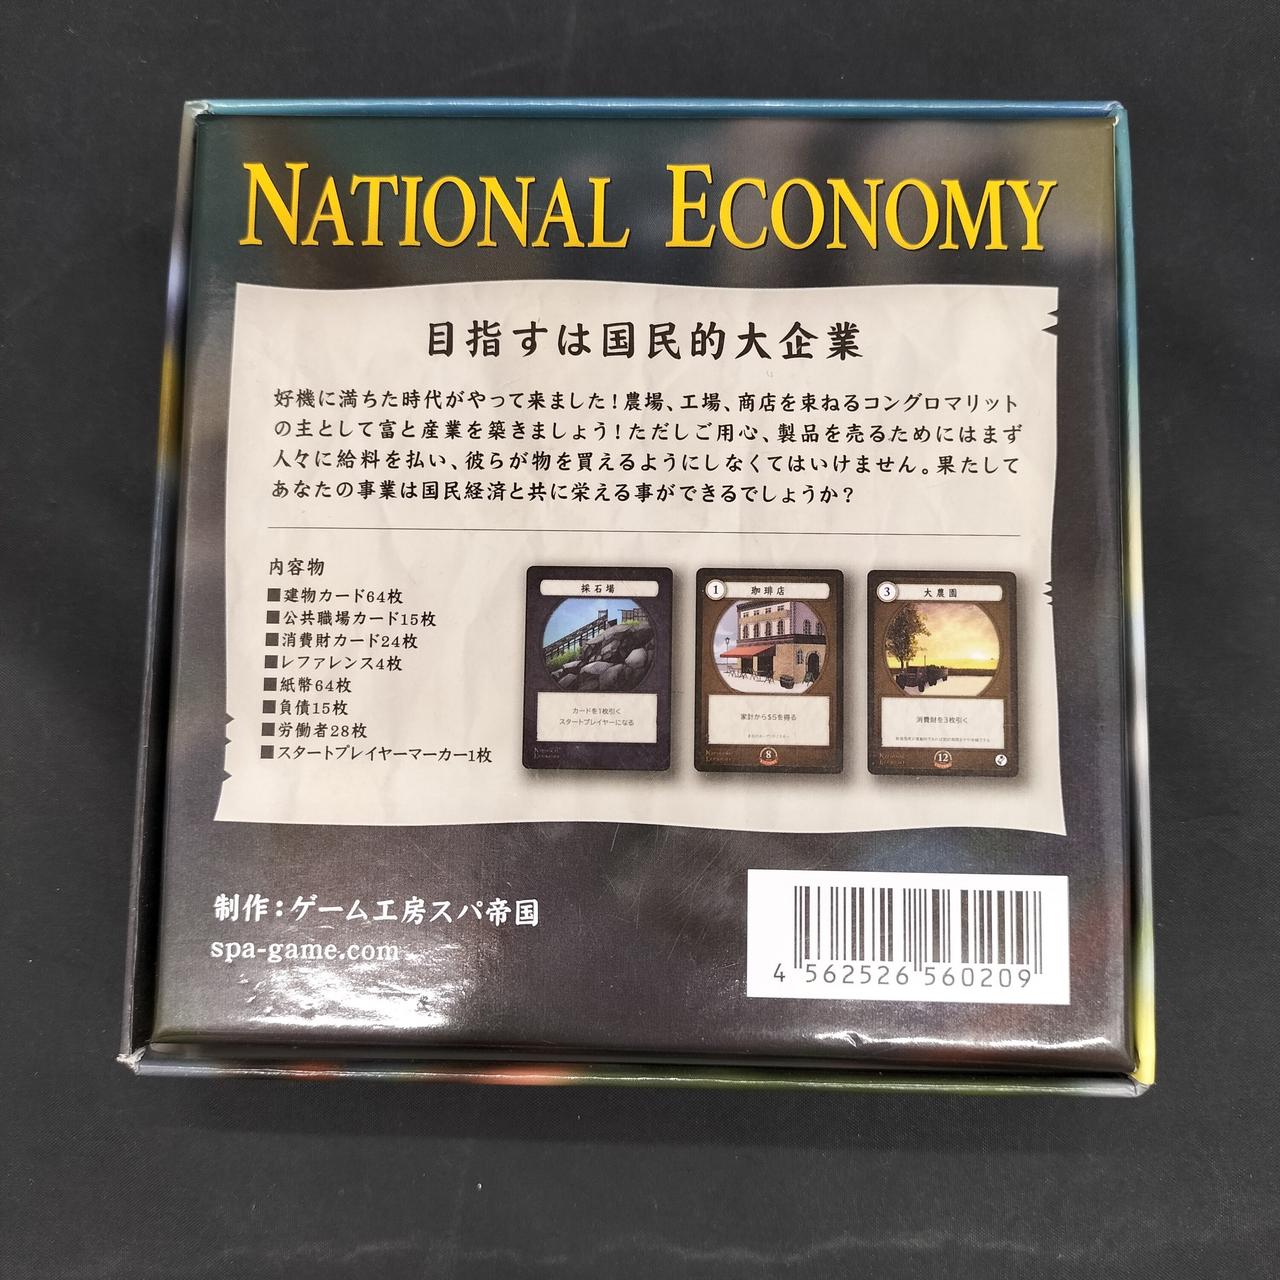 NATIONAL ECONOMY
目指すは国民的大企業
好機に満ちた時代がやって来ました!農場、工場、商店を束ねるコングロマリット
の主として富と産業を築きましょう!ただしご用心、製品を売るためにはまず
人々に給料を払い、彼らが物を買えるようにしなくてはいけません。果たして
あなたの事業は国民経済と共に栄える事ができるでしょうか?
内容物
■建物カード64枚
■公共職場カード15枚
■消費財カード24枚
■レファレンス4枚
■紙幣64枚
■負債15枚
■労働者28枚
■スタートプレイヤーマーカー1枚
採石場
カードを1枚引く
スタートプレイヤーになる
NATIONAL
ECONOMY
1 珈琲店
家計から$5を得る
8
3 大農園
消費財を3枚引く
12
制作:ゲーム工房スパ帝国
spa-game.com
4 562526 560209